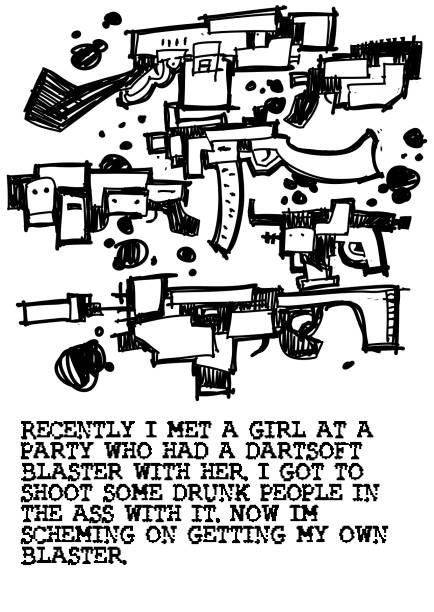 RECENTLY I MET A GIRL AT A
PARTY WHO HAD A DARTSOFT
BLASTER WITH HER. I GOT TO
SHOOT SOME DRUNK PEOPLE IN
THE ASS WITH IT. NOW IM
SCHEMING ON GETTING MY OWN
BLASTER.